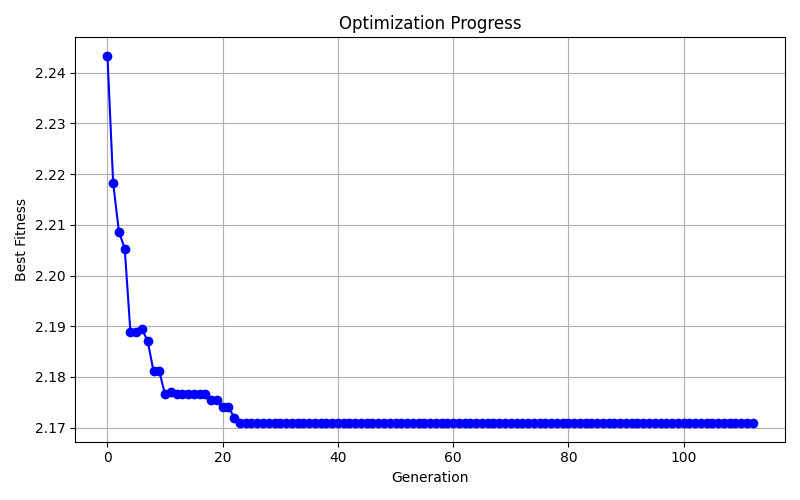 Optimization Progress
2.24
2.23
2.22
2.21
2.20
2.19
2.18
2.17
Best Fitness
0 20 40 60 80 100
Generation